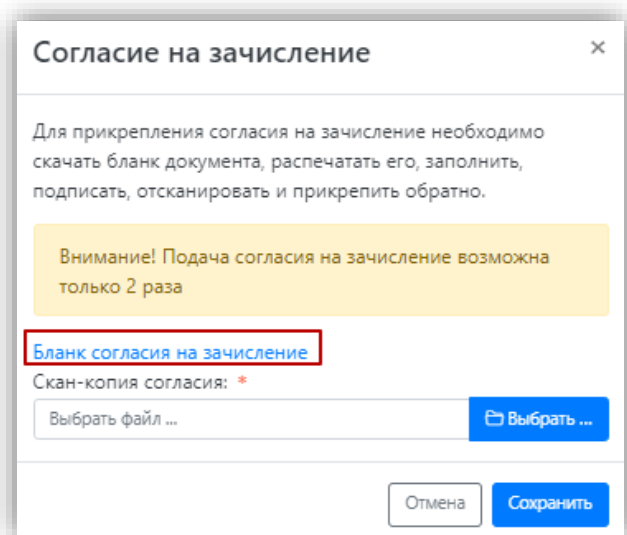 Согласие на зачисление ×
Для прикрепления согласия на зачисление необходимо
скачать бланк документа, распечатать его, заполнить,
подписать, отсканировать и прикрепить обратно.
Внимание! Подача согласия на зачисление возможна
только 2 раза
Бланк согласия на зачисление
Скан-копия согласия: *
Выбрать файл ... Выбрать ...
Отмена Сохранить